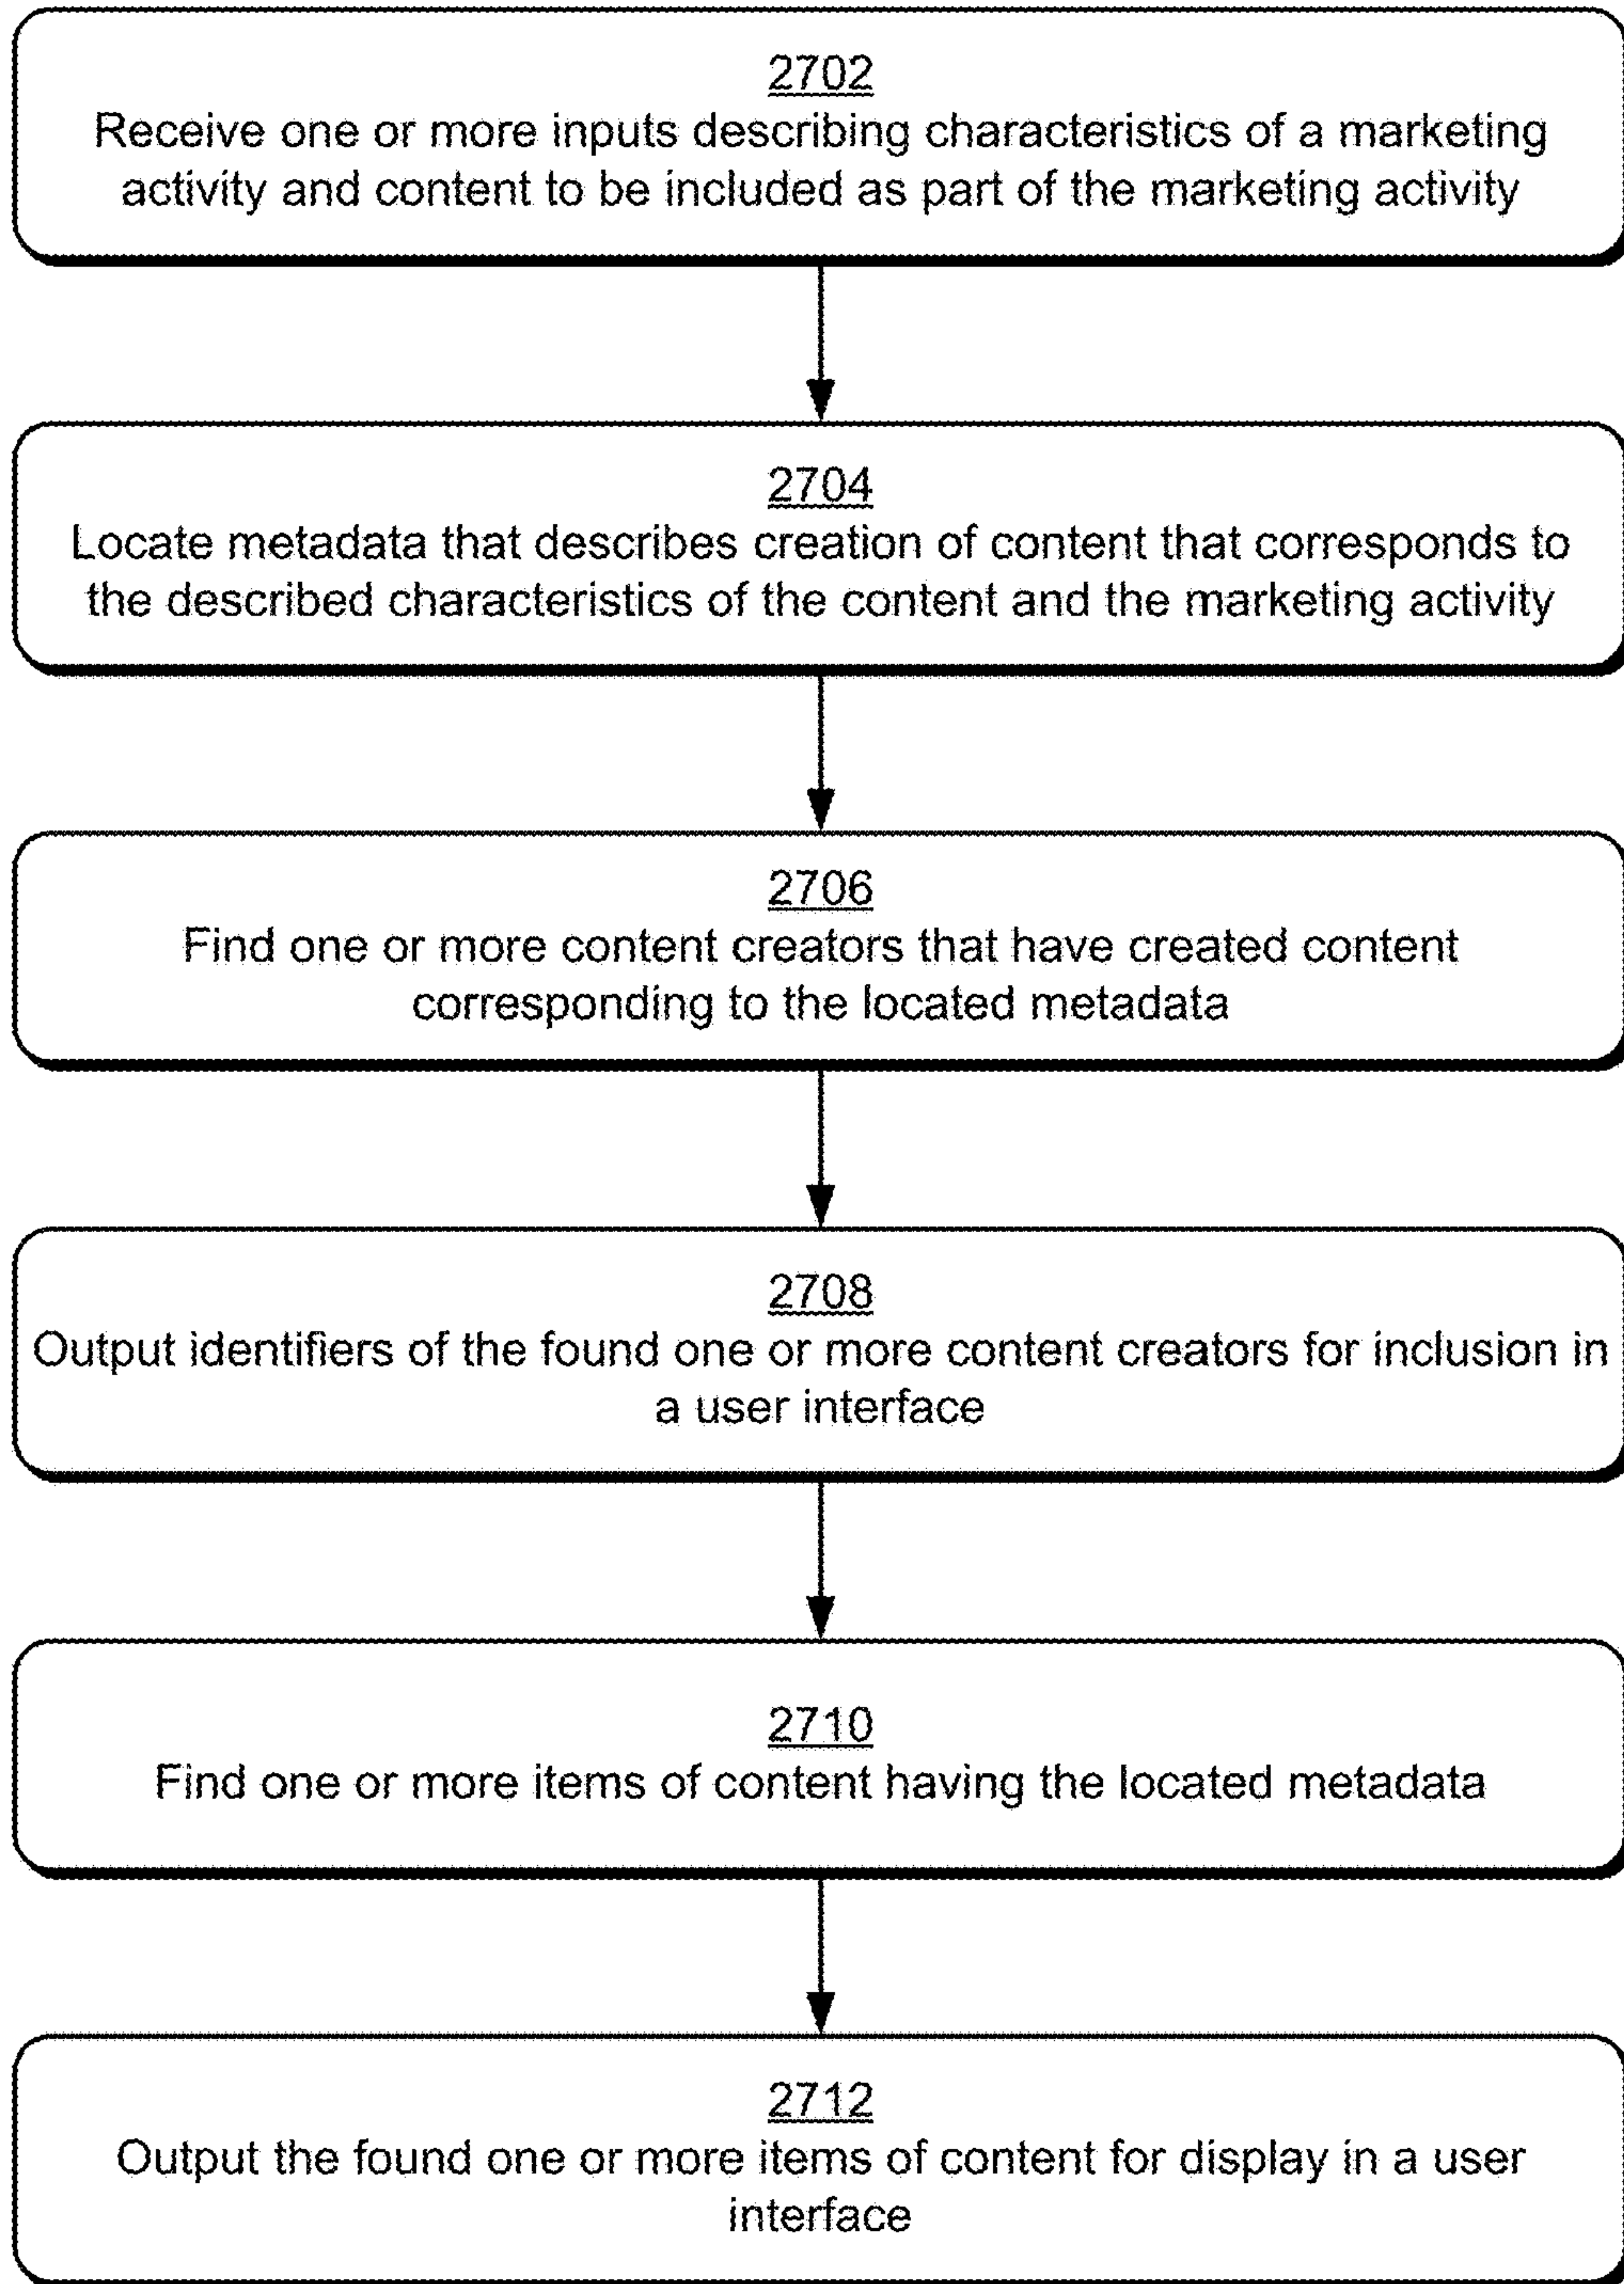 2702
Receive one or more inputs describing characteristics of a marketing
activity and content to be included as part of the marketing activity
2704
Locate metadata that describes creation of content that corresponds to
the described characteristics of the content and the marketing activity
2706
Find one or more content creators that have created content
corresponding to the located metadata
2708
Output identifiers of the found one or more content creators for inclusion in
a user interface
2710
Find one or more items of content having the located metadata
2712
Output the found one or more items of content for display in a user
interface